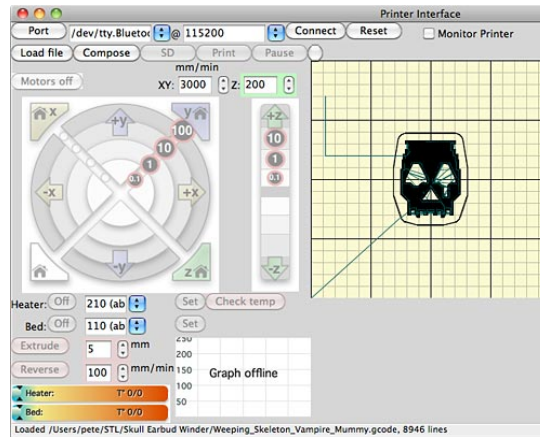 Printer Interface
Port /dev/tty.Bluetoo @ 115200 Connect Reset Monitor Printer
Load file Compose SD Print Pause
mm/min
Motors off XY: 3000 Z: 200
x +y y +z
100
10 10
1 1
0.1 0.1
-x +x
-y z -z
Heater: Off 210 (ab Set Check temp
Bed: Off 110 (ab Set
Extrude 5 mm
Reverse 100 mm/min
250
200
150 Graph offline
100
50
Heater: T° 0/0
Bed: T° 0/0
Loaded /Users/pete/STL/Skull Earbud Winder/Weeping_Skeleton_Vampire_Mummy.gcode, 8946 lines